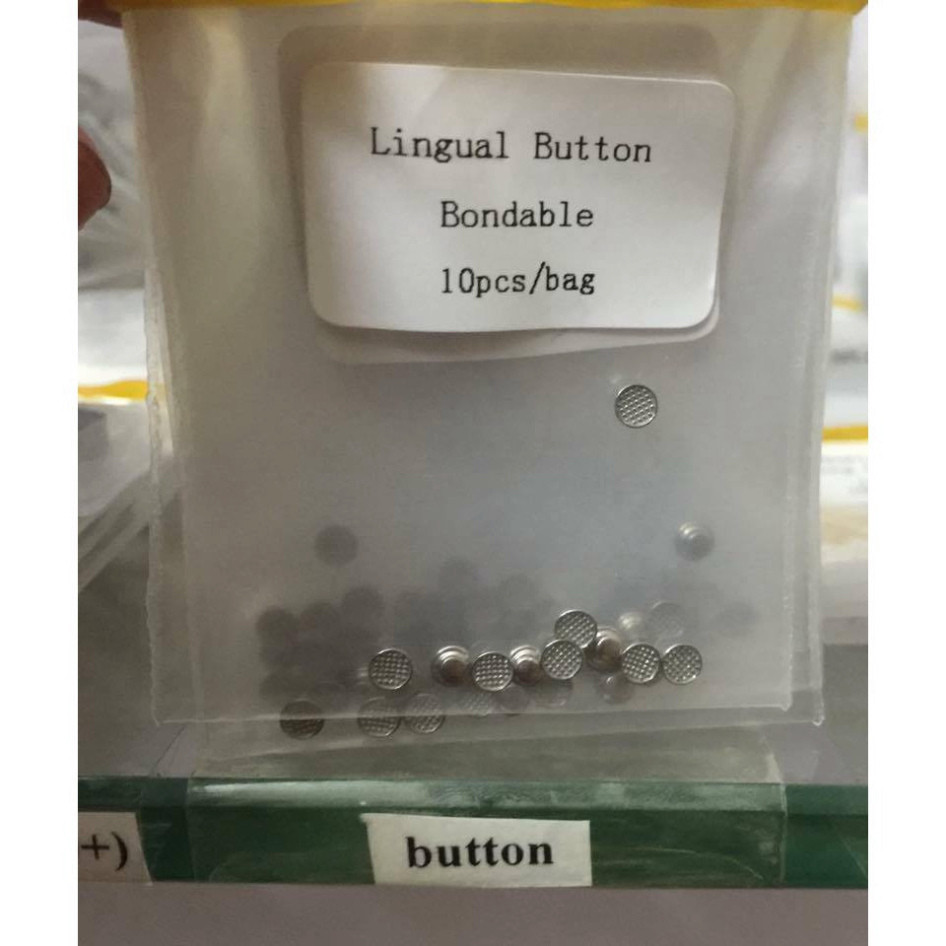 Lingual Button
Bondable
10pcs/bag
+)
button